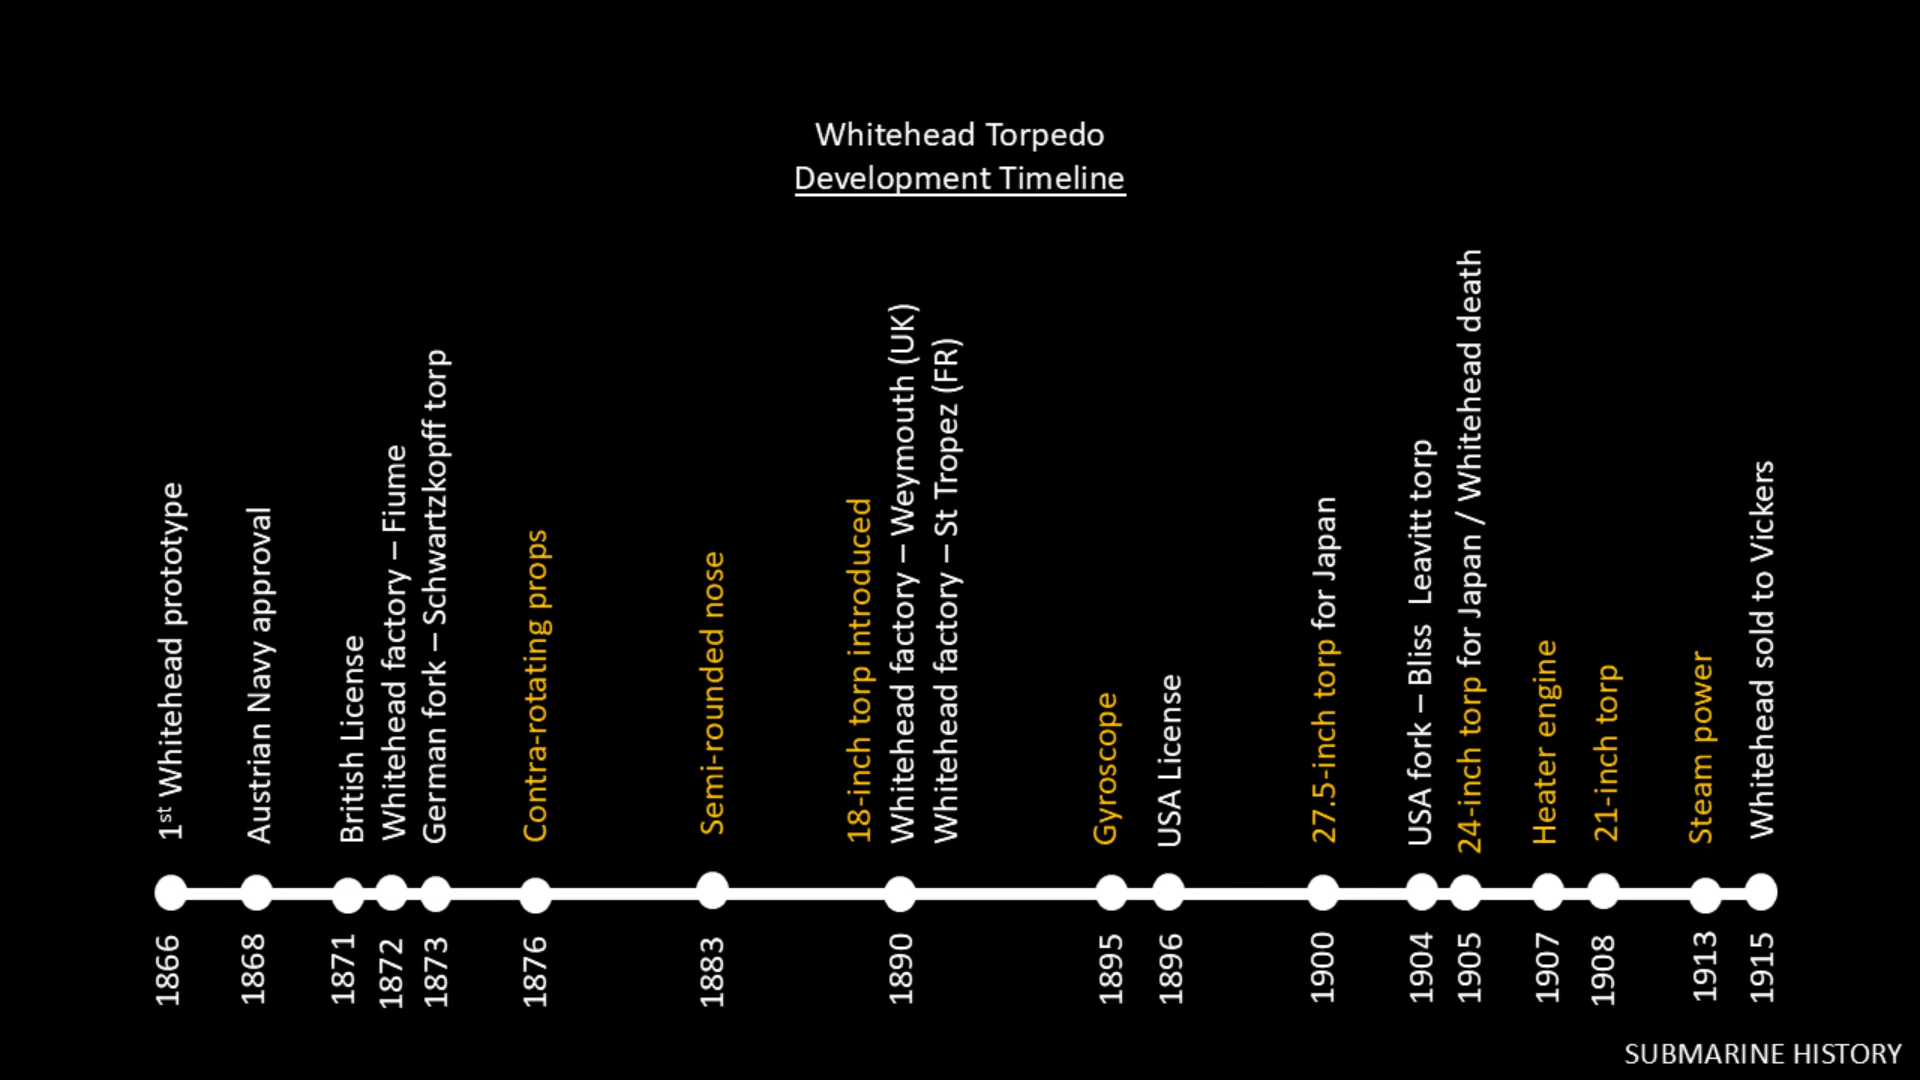 Whitehead Torpedo
Development Timeline
1st Whitehead prototype
Austrian Navy approval
British License
Whitehead factory – Fiume
German fork – Schwartzkopff torp
Contra-rotating props
Semi-rounded nose
18-inch torp introduced
Whitehead factory – Weymouth (UK)
Whitehead factory – St Tropez (FR)
Gyroscope
USA License
27.5-inch torp for Japan
USA fork – Bliss Leavitt torp
24-inch torp for Japan / Whitehead death
Heater engine
21-inch torp
Steam power
Whitehead sold to Vickers
1866
1868
1871
1872
1873
1876
1883
1890
1895
1896
1900
1904
1905
1907
1908
1913
1915
SUBMARINE HISTORY